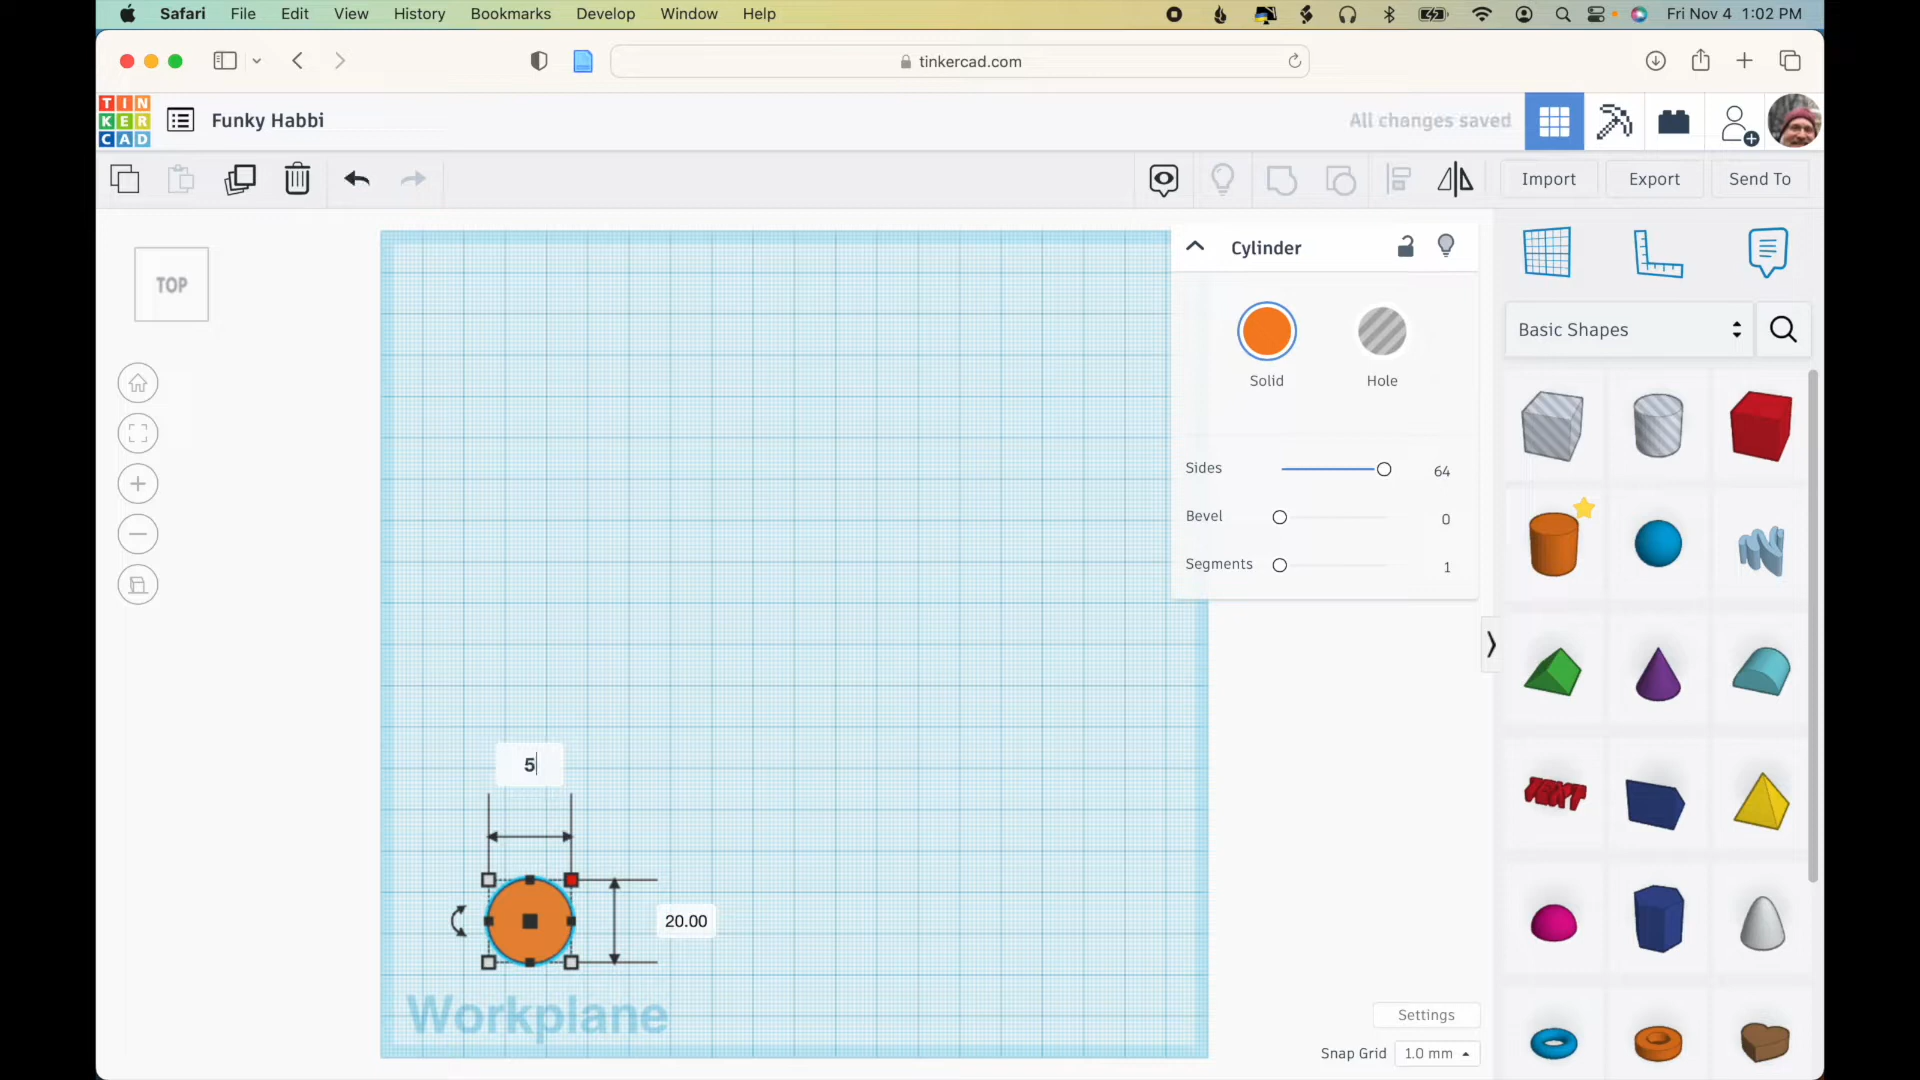 Safari File Edit View History Bookmarks Develop Window Help Fri Nov 4 1:02 PM
tinkercad.com
TIN
KER
CAD
Funky Habbi
All changes saved
Import Export Send To
TOP
Cylinder
Solid Hole
Sides 64
Bevel 0
Segments 1
Basic Shapes
TEXT
5
20.00
Workplane
Settings
Snap Grid 1.0 mm